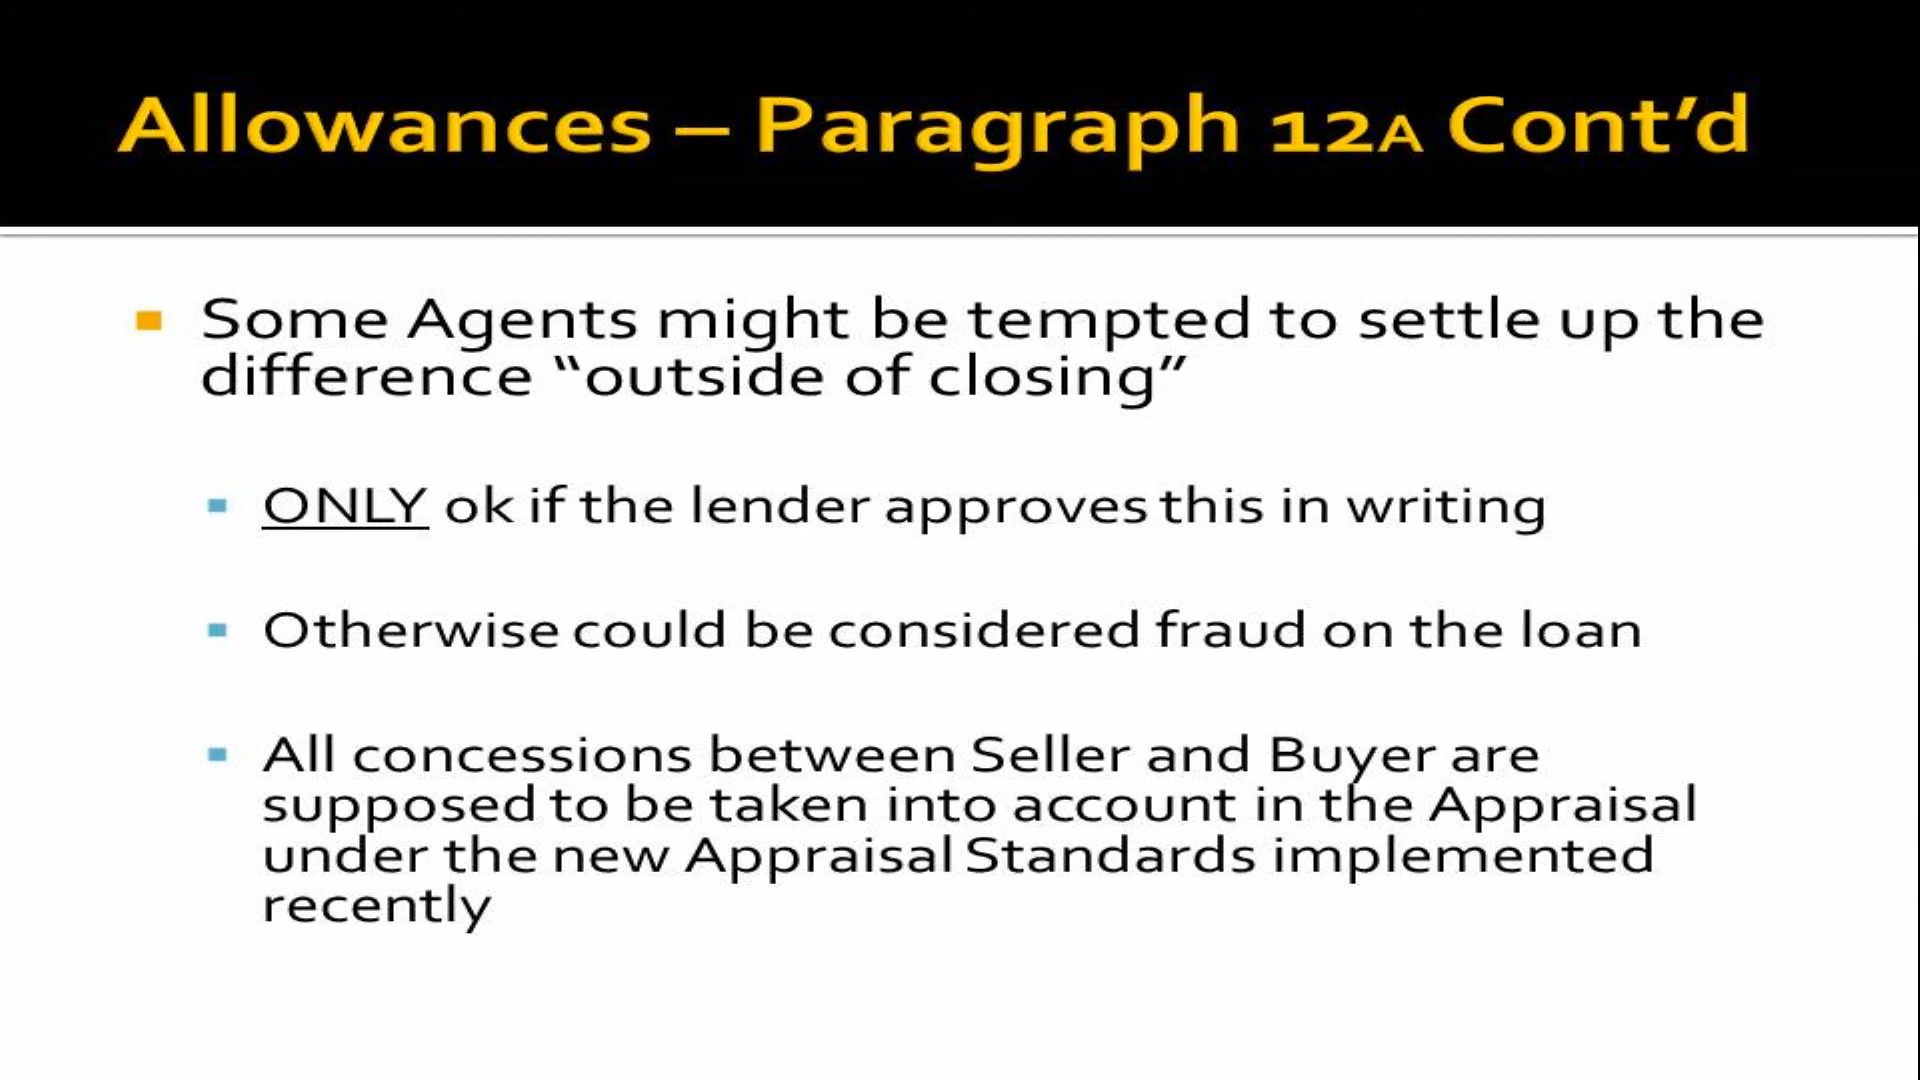 Allowances – Paragraph 12A Cont’d
Some Agents might be tempted to settle up the
difference “outside of closing”
ONLY ok if the lender approves this in writing
Otherwise could be considered fraud on the loan
All concessions between Seller and Buyer are
supposed to be taken into account in the Appraisal
under the new Appraisal Standards implemented
recently